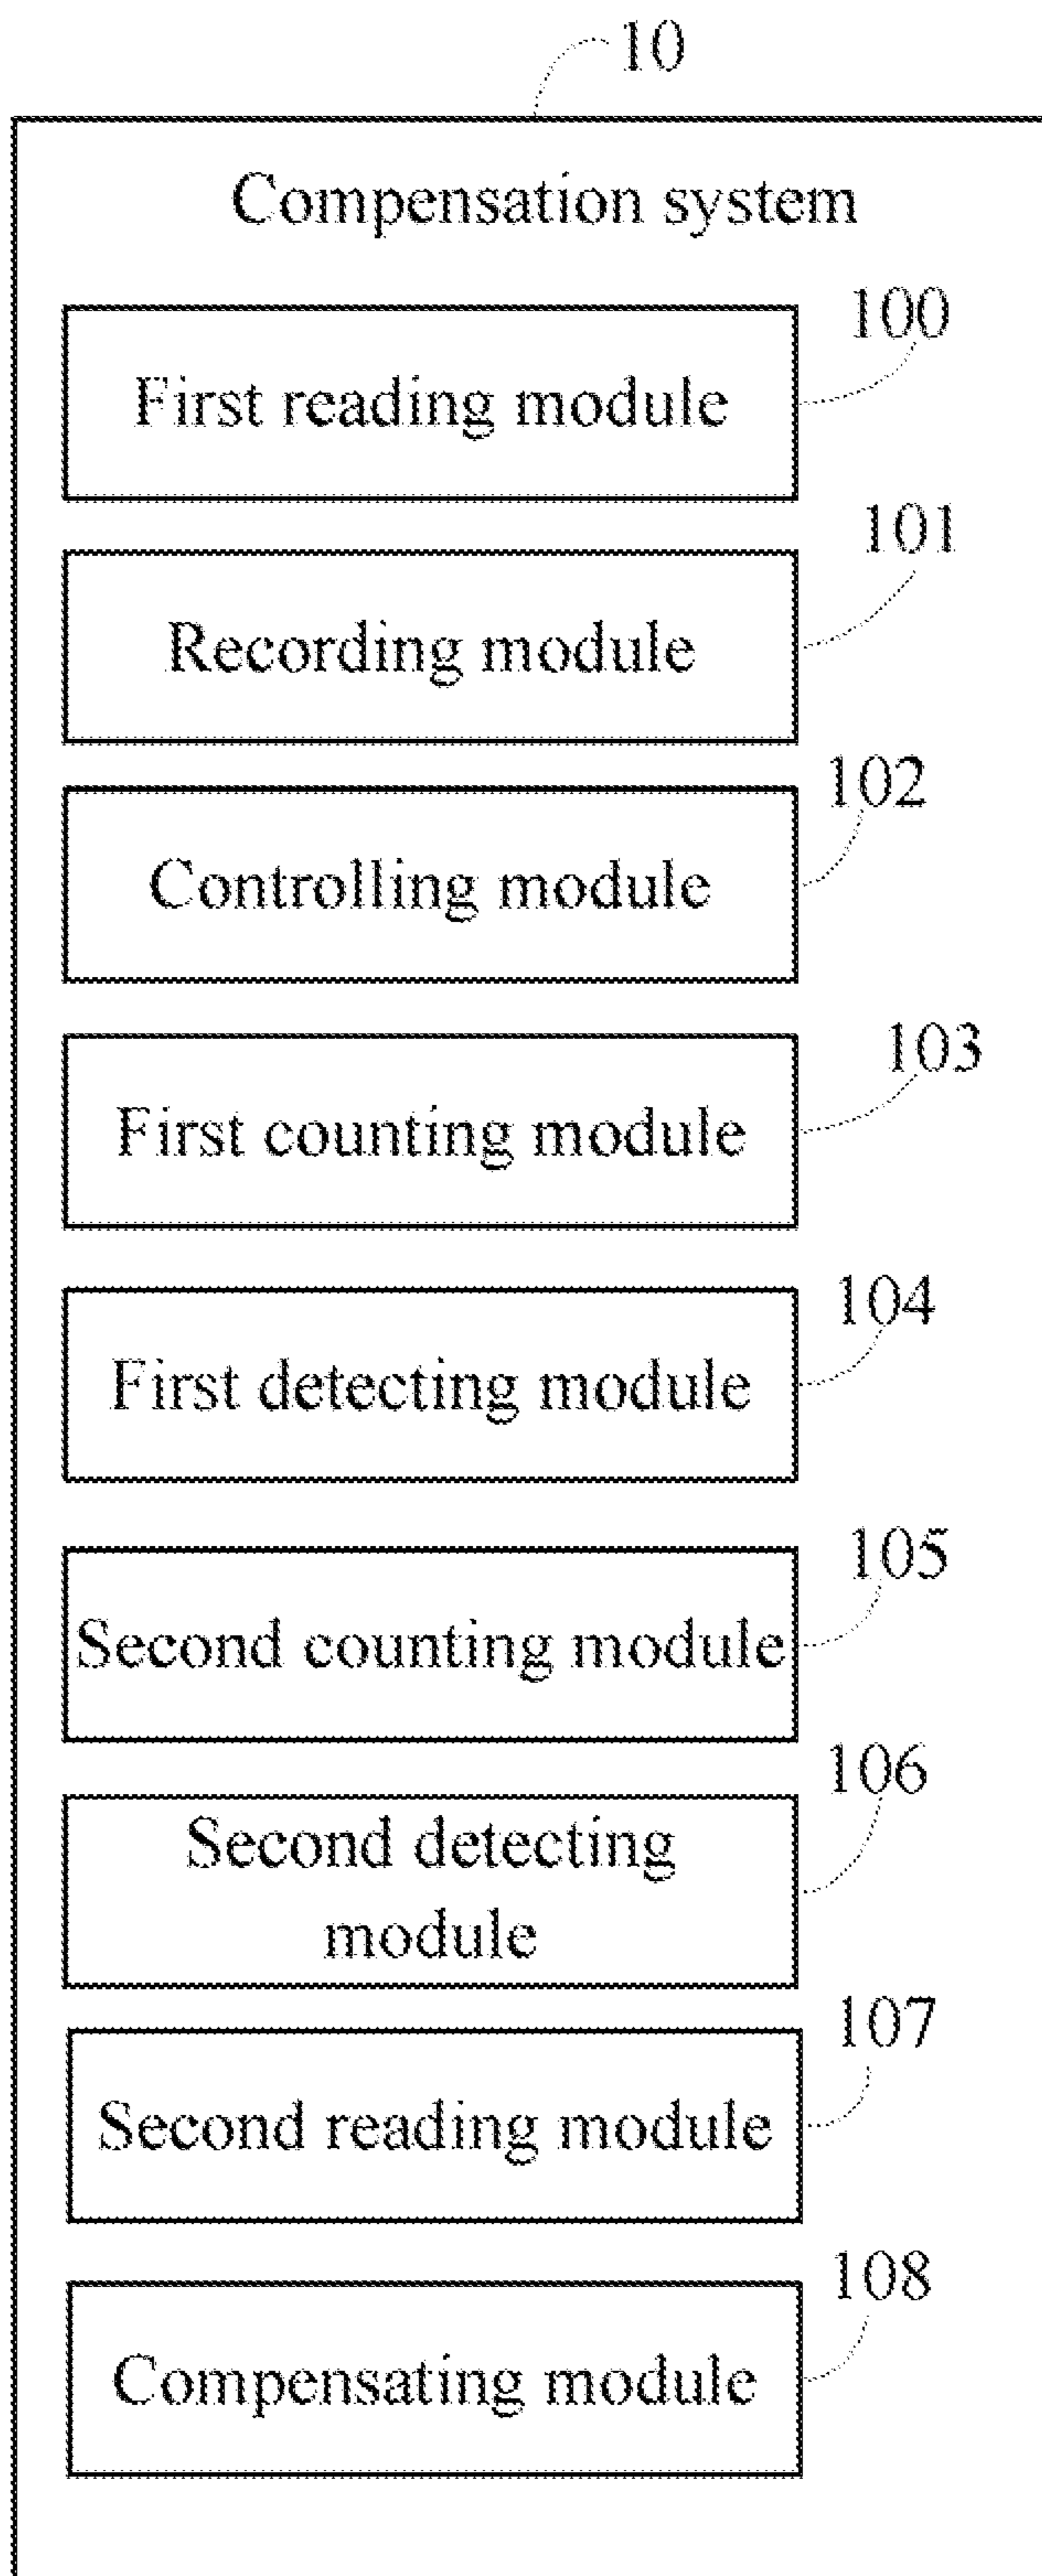 10
Compensation system
100
First reading module
101
Recording module
102
Controlling module
103
First counting module
104
First detecting module
105
Second counting module
106
Second detecting
module
107
Second reading module
108
Compensating module